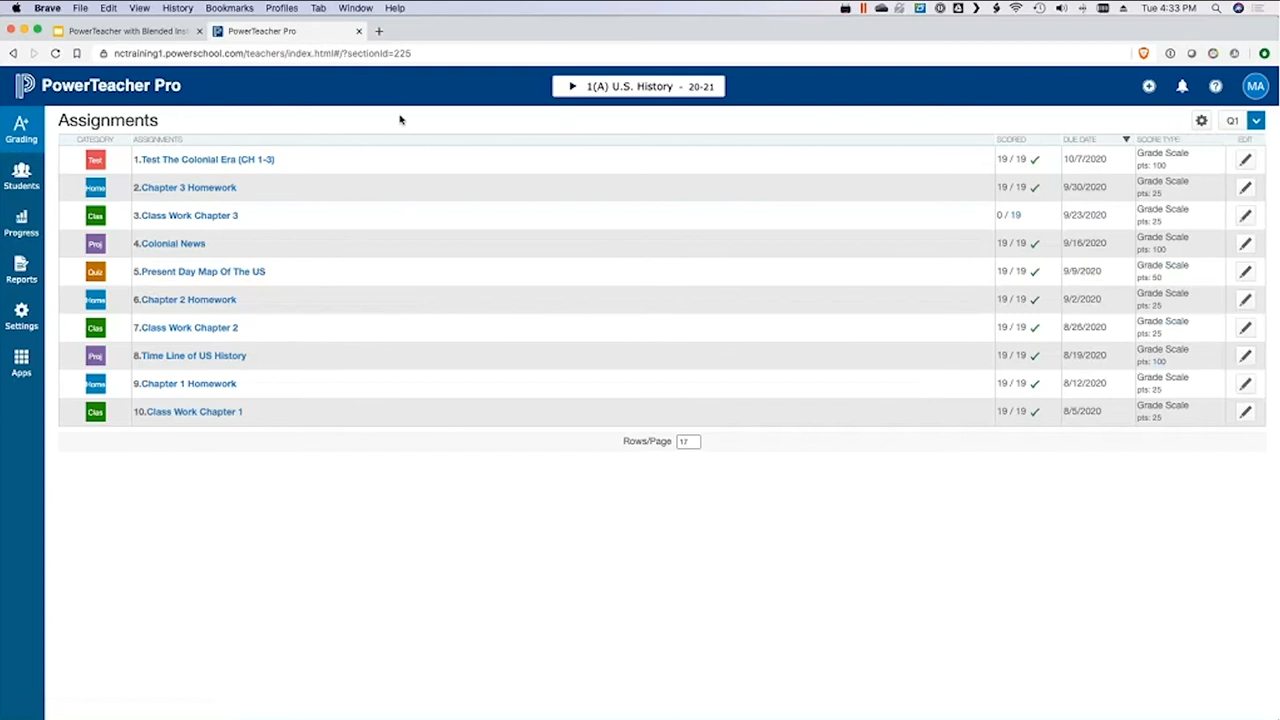 Brave File Edit View History Bookmarks Profiles Tab Window Help Tue 4:33 PM
PowerTeacher with Blended Inst PowerTeacher Pro
nctraining1.powerschool.com/teachers/index.html#/?sectionId=225
PowerTeacher Pro 1(A) U.S. History - 20-21 MA
Grading
Students
Progress
Reports
Settings
Apps
Assignments Q1
CATEGORY ASSIGNMENTS SCORED DUE DATE SCORE TYPE EDIT
Test 1.Test The Colonial Era (CH 1-3) 19 / 19 10/7/2020 Grade Scale
pts: 100
Home 2.Chapter 3 Homework 19 / 19 9/30/2020 Grade Scale
pts: 25
Clas 3.Class Work Chapter 3 0 / 19 9/23/2020 Grade Scale
pts: 25
Proj 4.Colonial News 19 / 19 9/16/2020 Grade Scale
pts: 100
Quiz 5.Present Day Map Of The US 19 / 19 9/9/2020 Grade Scale
pts: 50
Home 6.Chapter 2 Homework 19 / 19 9/2/2020 Grade Scale
pts: 25
Clas 7.Class Work Chapter 2 19 / 19 8/26/2020 Grade Scale
pts: 25
Proj 8.Time Line of US History 19 / 19 8/19/2020 Grade Scale
pts: 100
Home 9.Chapter 1 Homework 19 / 19 8/12/2020 Grade Scale
pts: 25
Clas 10.Class Work Chapter 1 19 / 19 8/5/2020 Grade Scale
pts: 25
Rows/Page 17